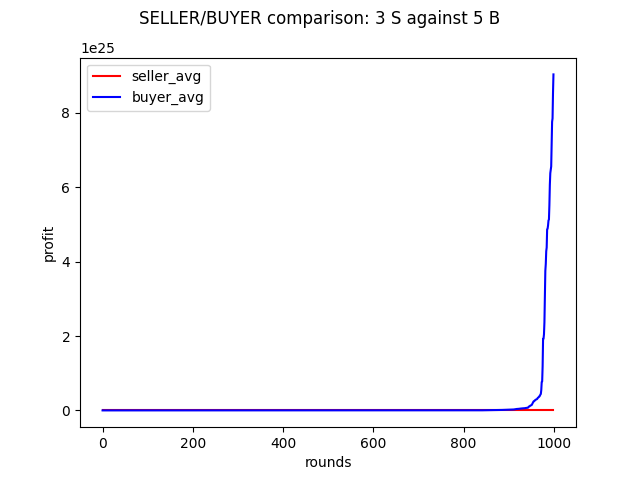 SELLER/BUYER comparison: 3 S against 5 B
1e25
seller_avg
buyer_avg
8
6
4
2
0
profit
0 200 400 600 800 1000
rounds